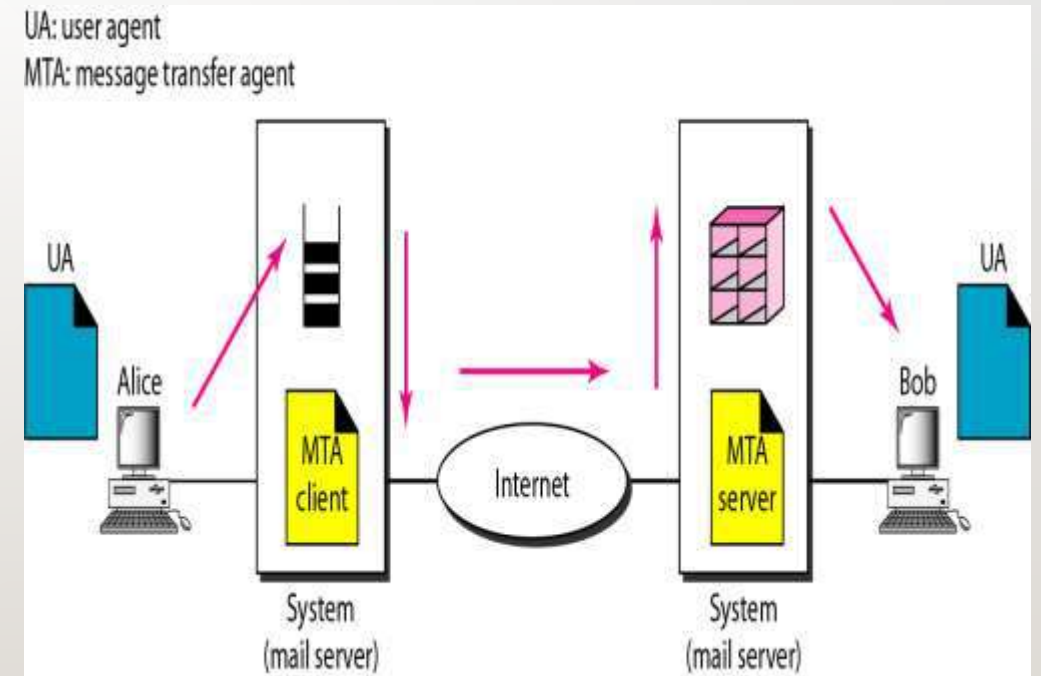 UA: user agent
MTA: message transfer agent
UA
UA
Alice
Bob
MTA
client
Internet
MTA
server
System
(mail server)
System
(mail server)